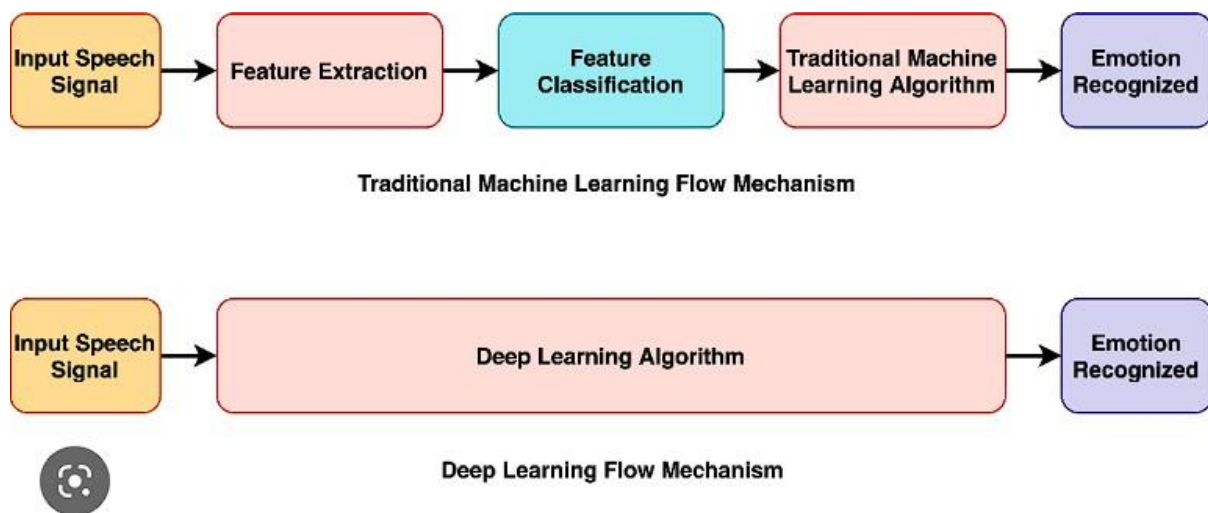 Input Speech
Signal
Feature Extraction
Feature
Classification
Traditional Machine
Learning Algorithm
Emotion
Recognized
Traditional Machine Learning Flow Mechanism
Input Speech
Signal
Deep Learning Algorithm
Emotion
Recognized
Deep Learning Flow Mechanism